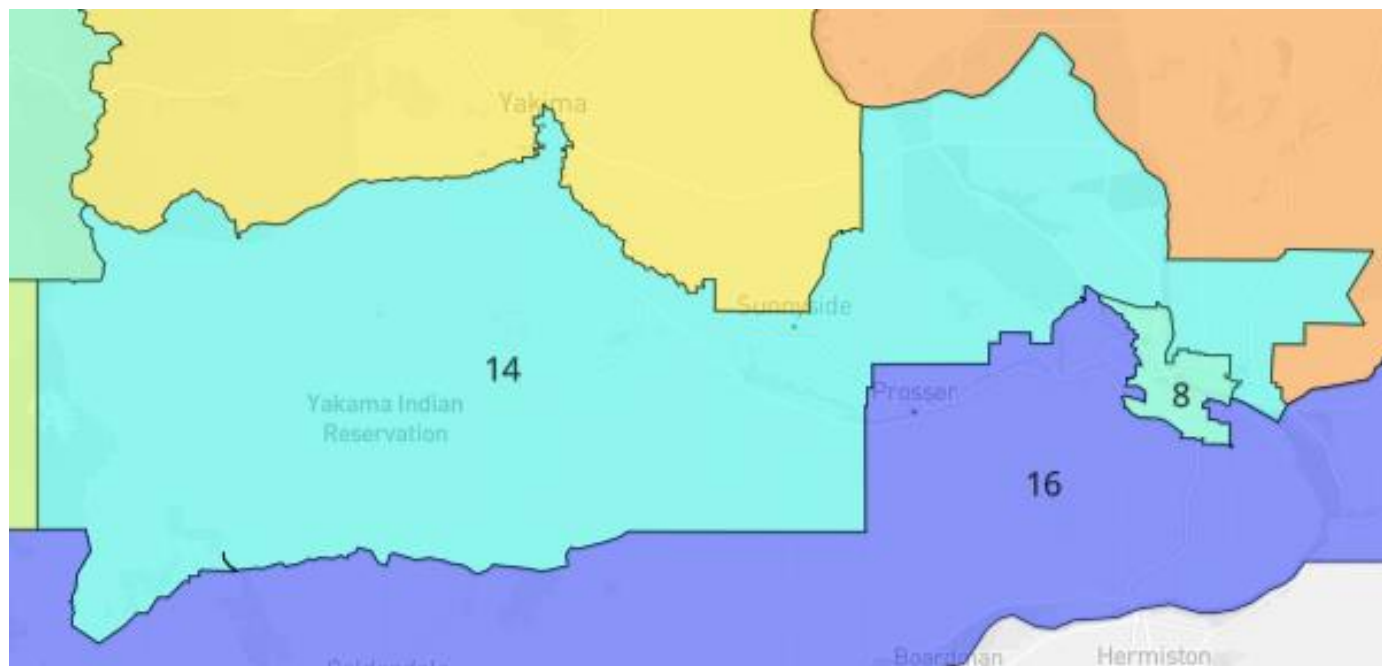 Yakima
Sunnyside
14
Yakama Indian
Reservation
Prosser
8
16
Boardman
Hermiston